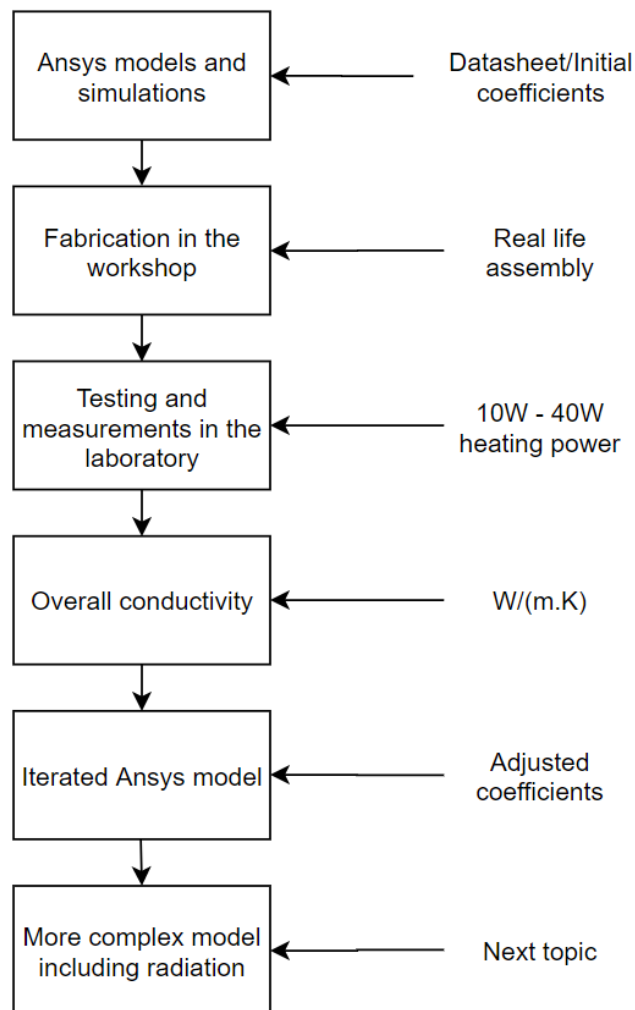 Ansys models and
simulations
Datasheet/Initial
coefficients
Fabrication in the
workshop
Real life
assembly
Testing and
measurements in the
laboratory
10W - 40W
heating power
Overall conductivity
W/(m.K)
Iterated Ansys model
Adjusted
coefficients
More complex model
including radiation
Next topic